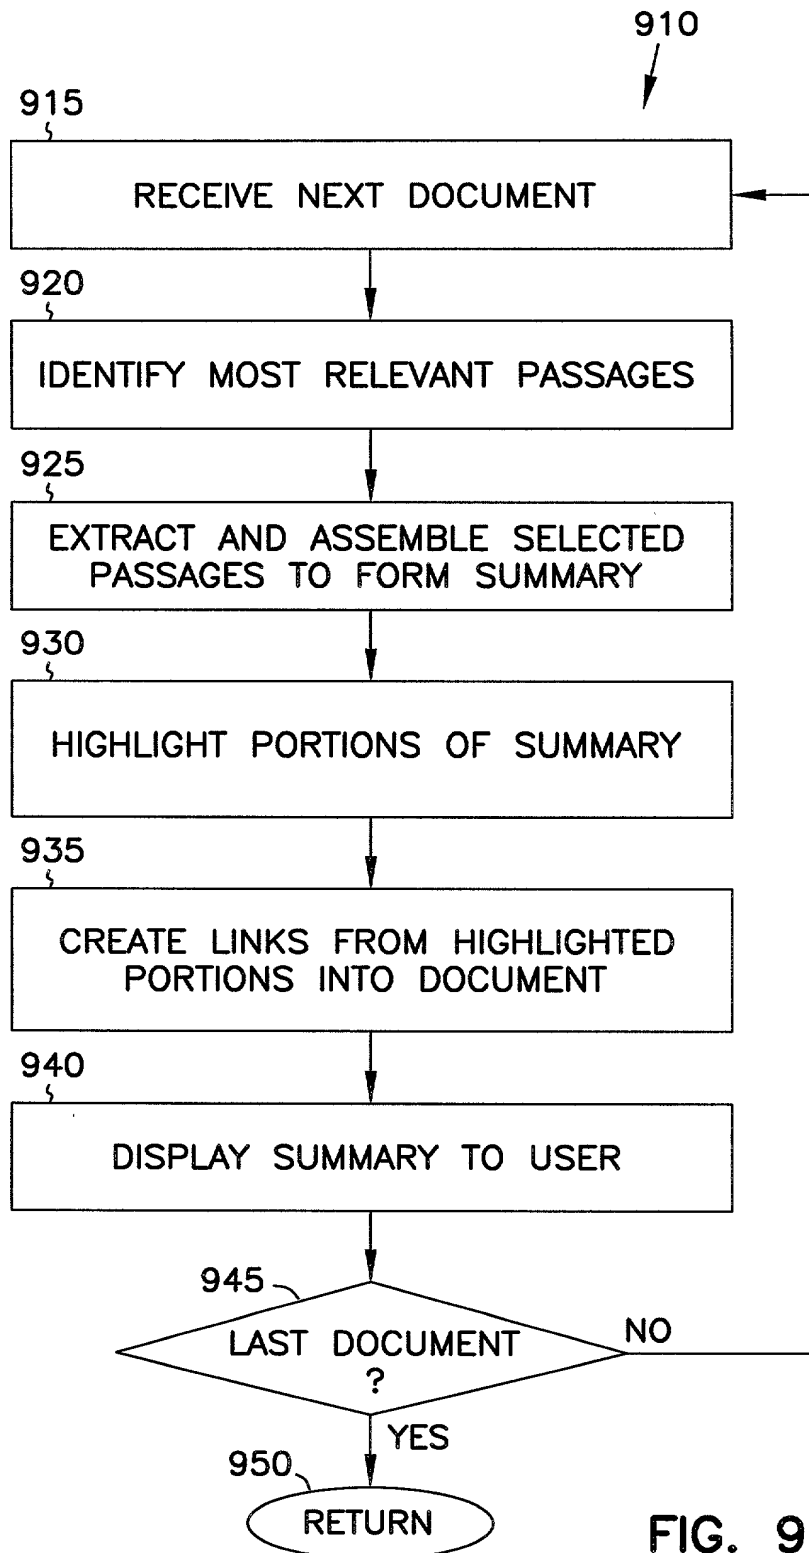 910
915
RECEIVE NEXT DOCUMENT
920
IDENTIFY MOST RELEVANT PASSAGES
925
EXTRACT AND ASSEMBLE SELECTED
PASSAGES TO FORM SUMMARY
930
HIGHLIGHT PORTIONS OF SUMMARY
935
CREATE LINKS FROM HIGHLIGHTED
PORTIONS INTO DOCUMENT
940
DISPLAY SUMMARY TO USER
945
LAST DOCUMENT
?
NO
YES
950
RETURN
FIG. 9